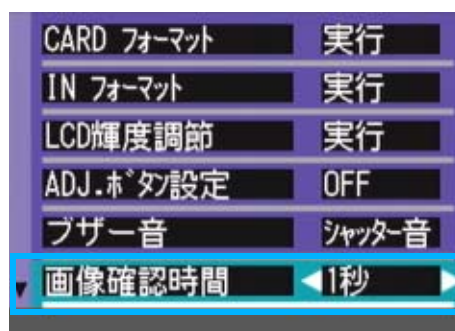 CARD フォーマット 実行
IN フォーマット 実行
LCD輝度調節 実行
ADJ.ボタン設定 OFF
ブザー音 シャッター音
画像確認時間 1秒